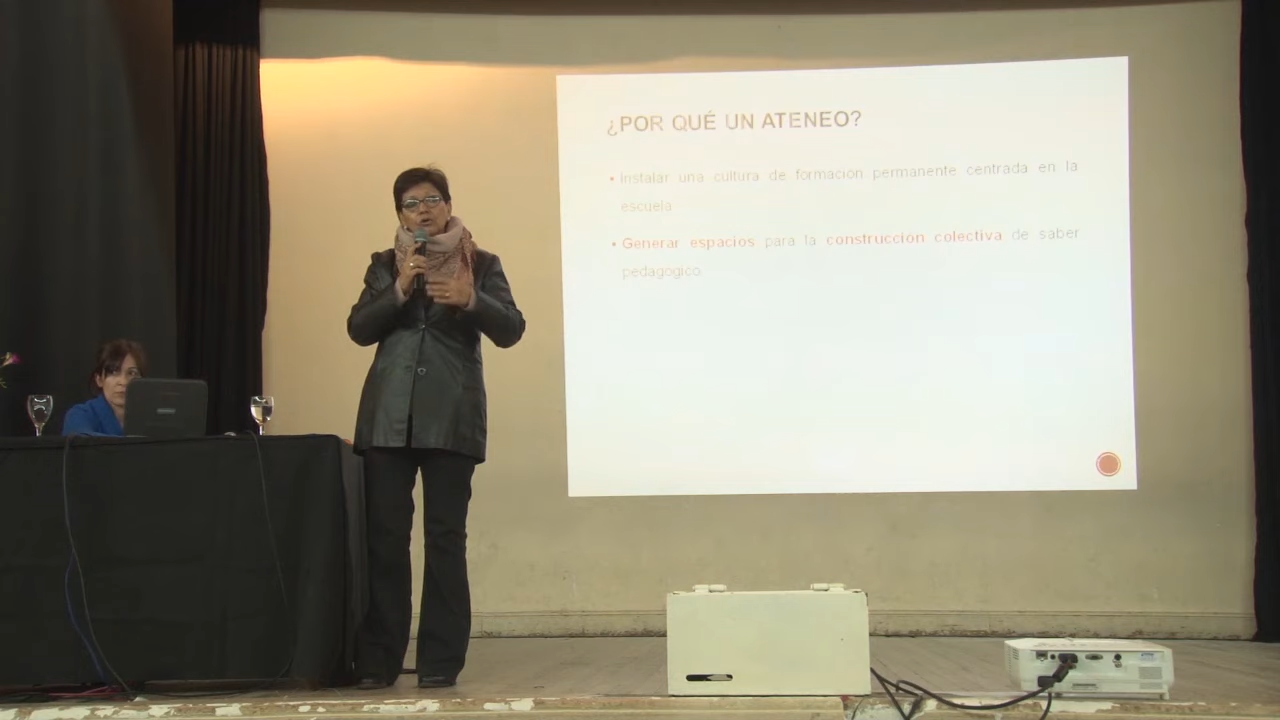 ¿POR QUÉ UN ATENEO?
• Instalar una cultura de formación permanente centrada en la
escuela
• Generar espacios para la construcción colectiva de saber
pedagógico.